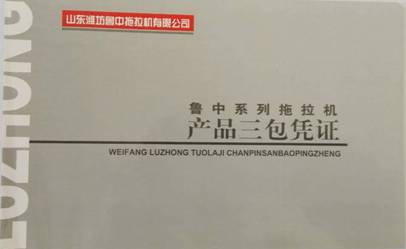 山东潍坊鲁中拖拉机有限公司
LUZHONG
鲁中系列拖拉机
产品三包凭证
WEIFANG LUZHONG TUOLAJI CHANPINSANBAOPINGZHENG